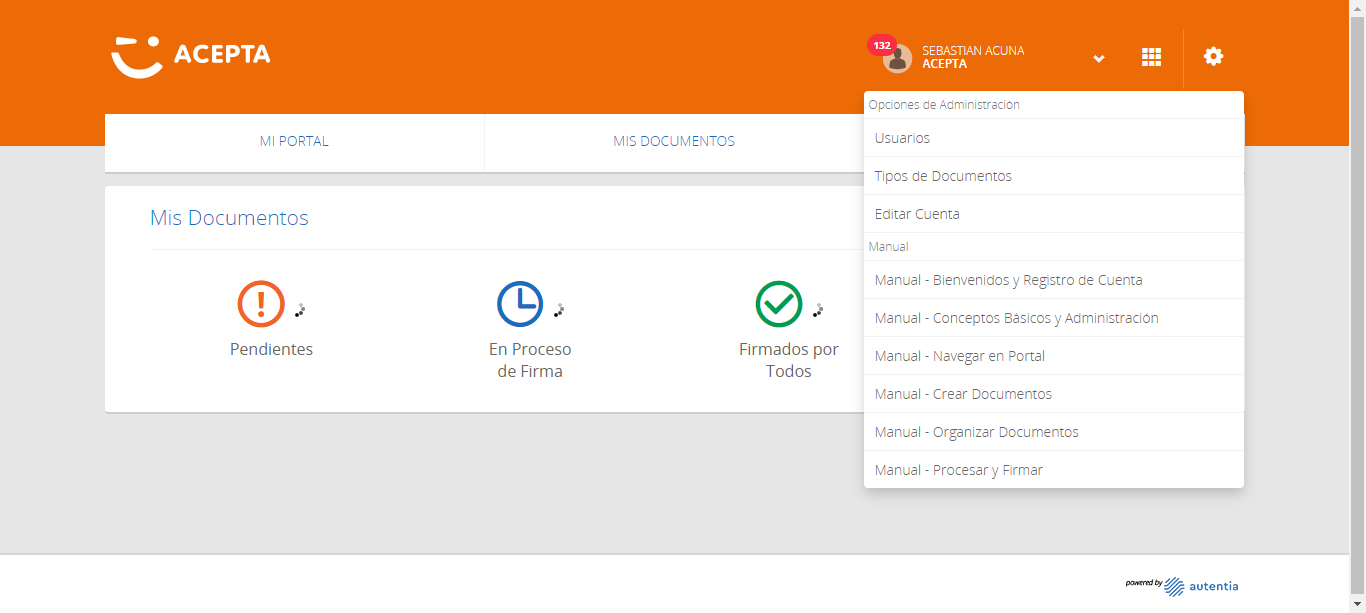 ACEPTA
132
SEBASTIAN ACUNA
ACEPTA
MI PORTAL
MIS DOCUMENTOS
Opciones de Administración
Usuarios
Tipos de Documentos
Editar Cuenta
Manual
Manual - Bienvenidos y Registro de Cuenta
Manual - Conceptos Básicos y Administración
Manual - Navegar en Portal
Manual - Crear Documentos
Manual - Organizar Documentos
Manual - Procesar y Firmar
Mis Documentos
Pendientes
En Proceso
de Firma
Firmados por
Todos
powered by
autentia